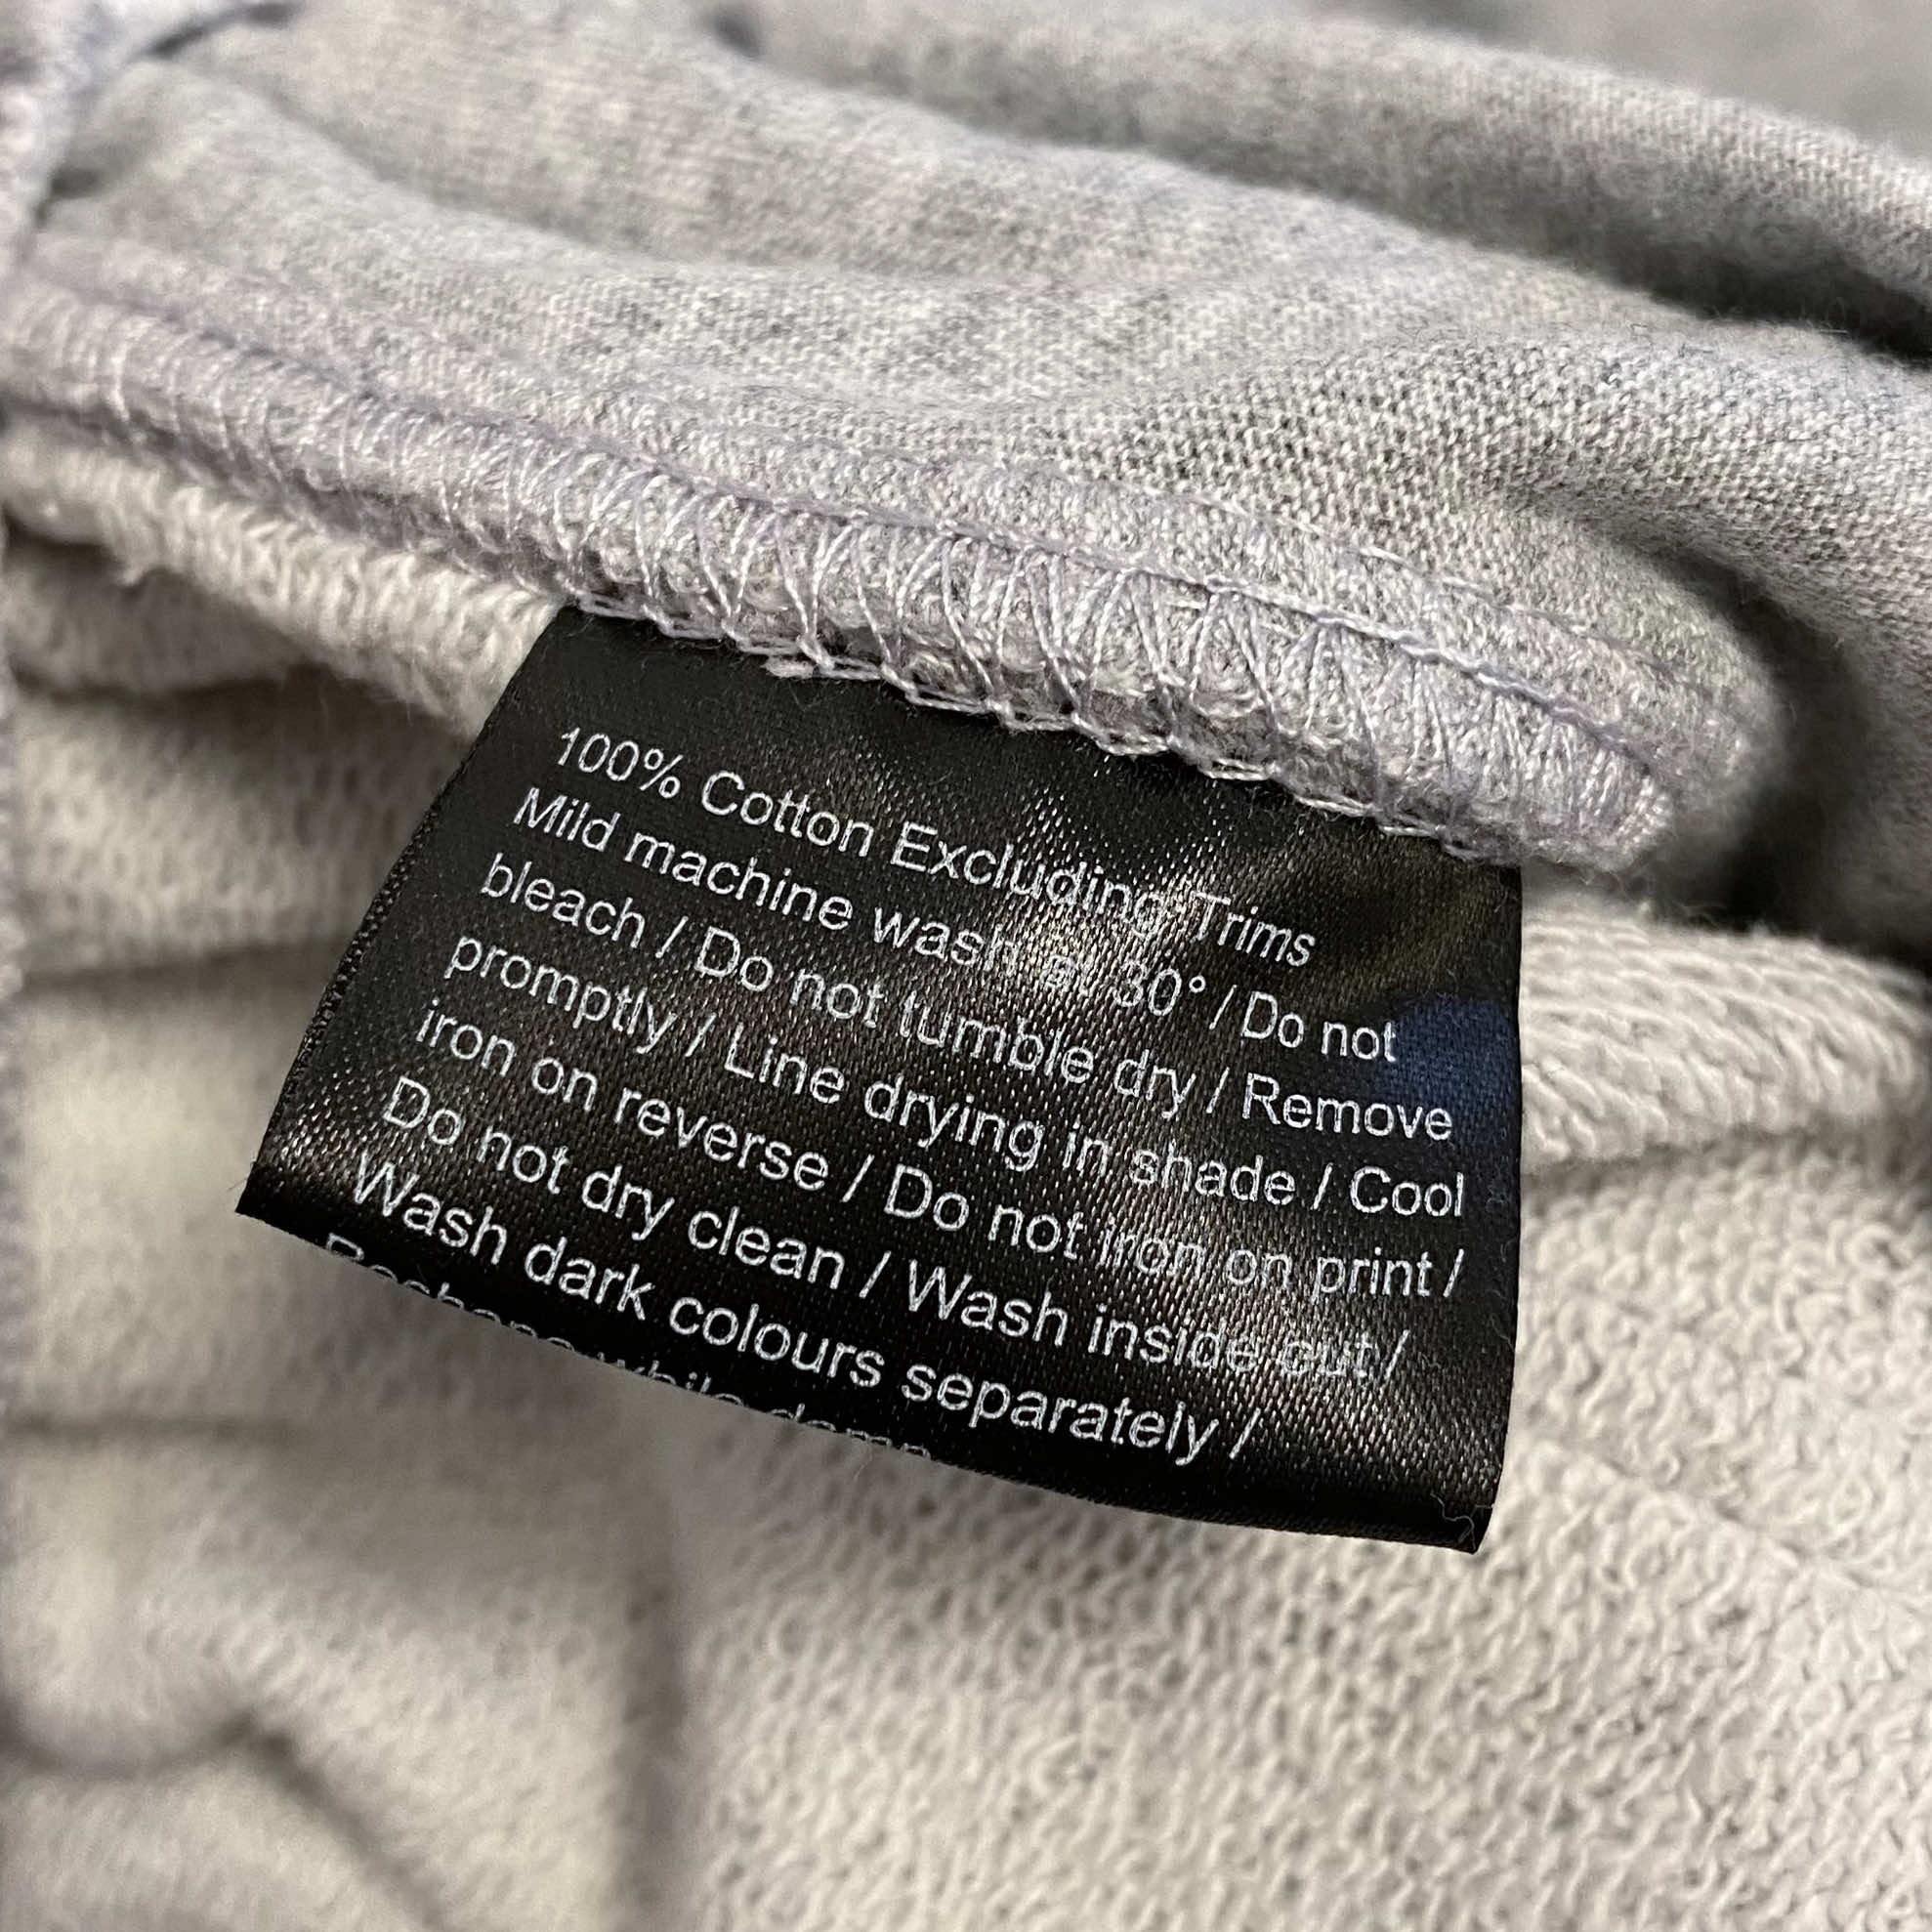 100% Cotton Excluding Trims
Mild machine wash at 30° / Do not
bleach / Do not tumble dry / Remove
promptly / Line drying in shade / Cool
iron on reverse / Do not iron on print /
Do not dry clean / Wash inside out /
Wash dark colours separately /
while damp